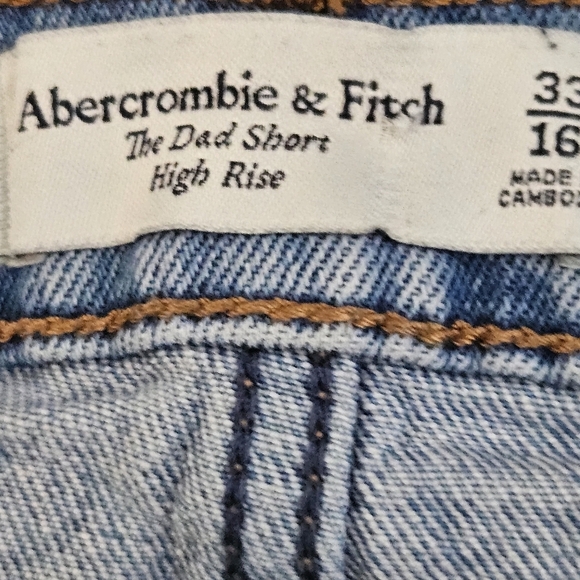 Abercrombie & Fitch
The Dad Short
High Rise
33
16
MADE